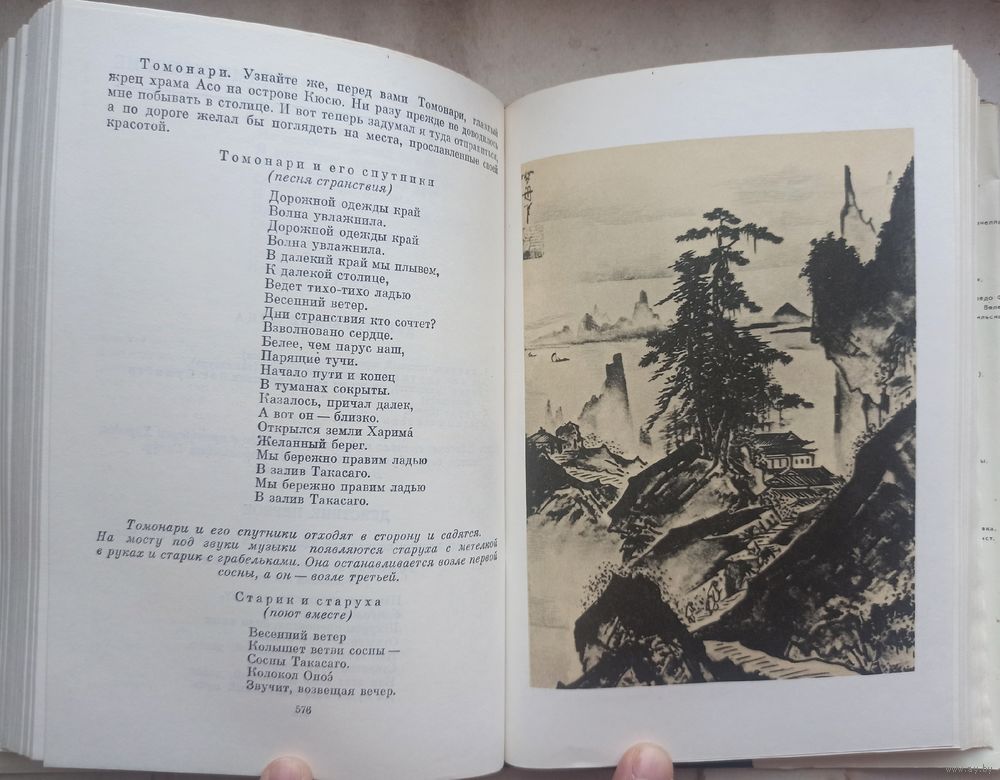 Томонари. Узнайте же, перед вами Томонари, главный
жрец храма Асо на острове Кюсю. Ни разу прежде не доводилось
мне побывать в столице. И вот теперь задумал я туда отправиться,
а по дороге желал бы поглядеть на места, прославленные своей
красотой.
Томонари и его спутники
(песня странствия)
Дорожной одежды край
Волна увлажнила.
Дорожной одежды край
Волна увлажнила.
В далекий край мы плывем,
К далекой столице,
Ведет тихо-тихо ладью
Весенний ветер.
Дни странствия кто сочтет?
Взволновано сердце.
Белее, чем парус наш,
Парящие тучи.
Начало пути и конец
В туманах сокрыты.
Казалось, причал далек,
А вот он — близко.
Открылся земли Харима́
Желанный берег.
Мы бережно правим ладью
В залив Такасаго.
Мы бережно правим ладью
В залив Такасаго.
Томонари и его спутники отходят в сторону и садятся.
На мосту под звуки музыки появляются старуха с метелкой
в руках и старик с грабельками. Она останавливается возле первой
сосны, а он — возле третьей.
Старик и старуха
(поют вместе)
Весенний ветер
Колышет ветви сосны —
Сосны Такасаго.
Колокол Оноэ́
Звучит, возвещая вечер.
576
www.ay.by